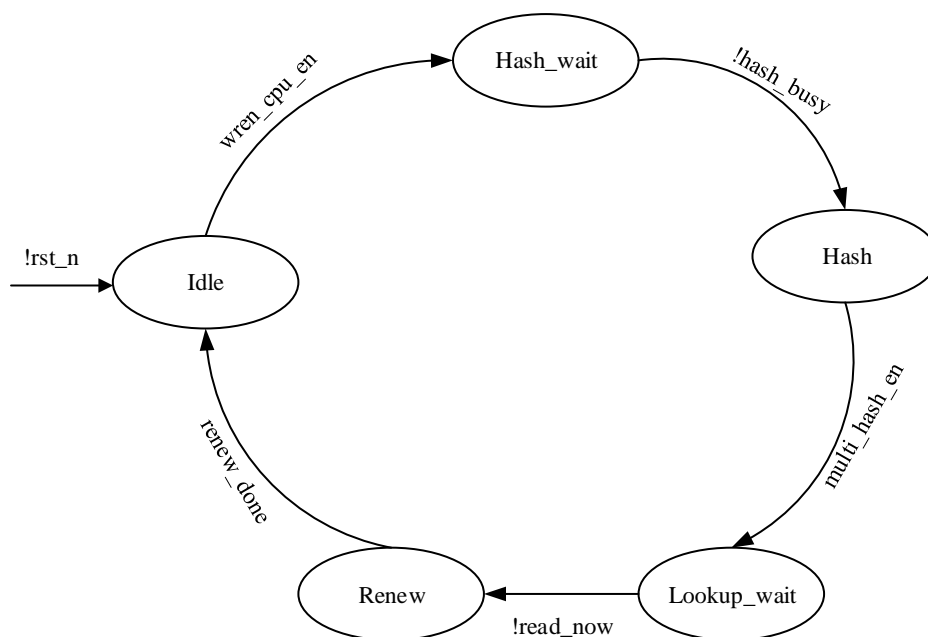 Hash_wait
wren_cpu_en
!hash_busy
!rst_n
Idle
Hash
multi_hash_en
renew_done
Renew
Lookup_wait
!read_now